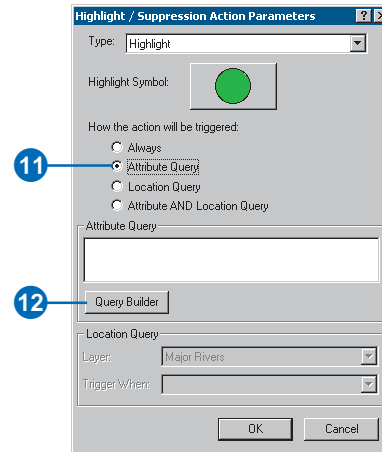 Highlight / Suppression Action Parameters
Type: Highlight
Highlight Symbol:
How the action will be triggered:
Always
11 Attribute Query
Location Query
Attribute AND Location Query
Attribute Query
12 Query Builder
Location Query
Layer: Major Rivers
Trigger When:
OK Cancel